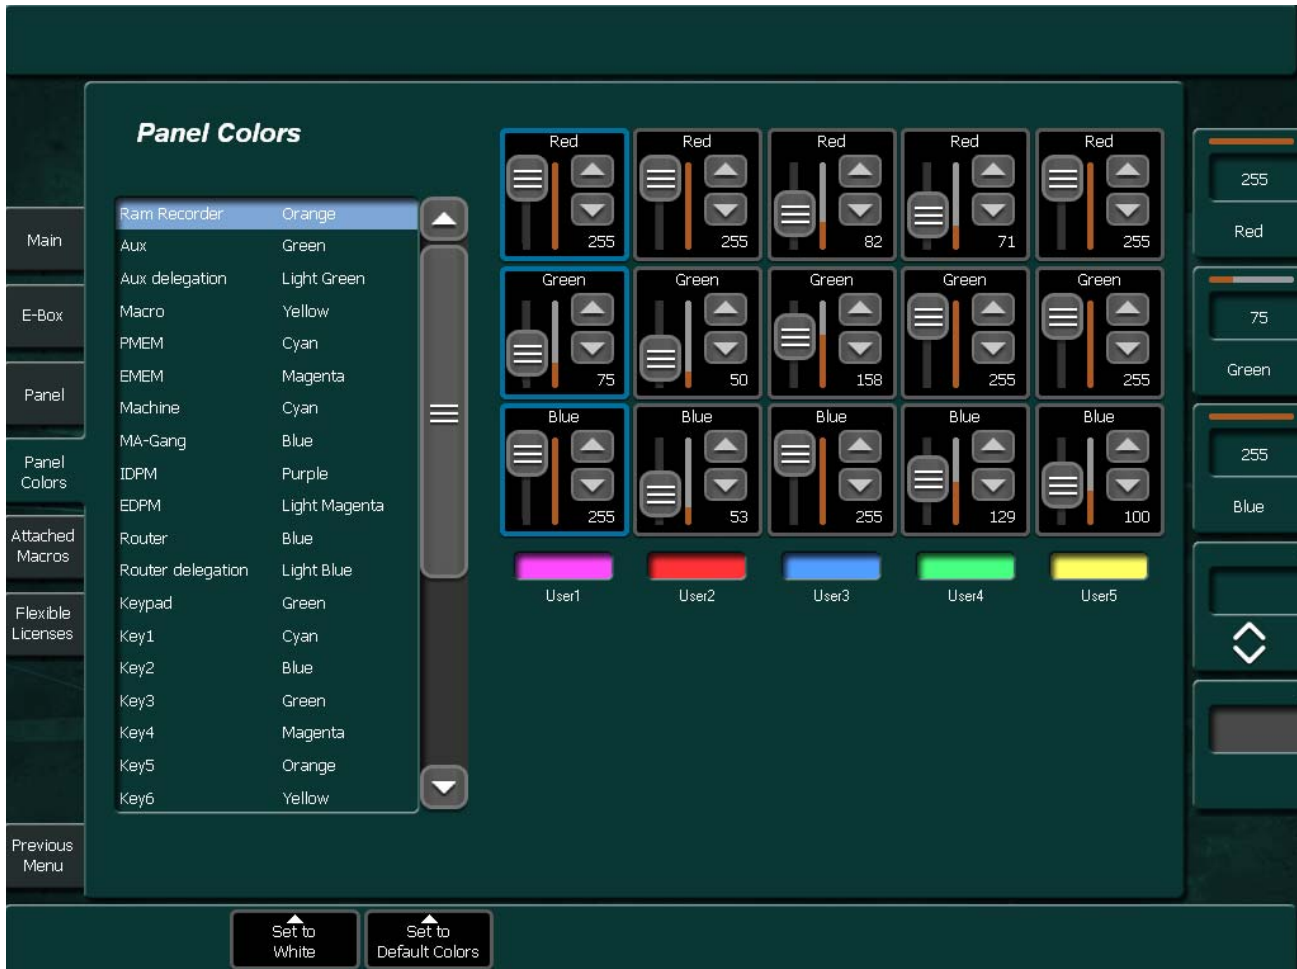 Panel Colors
Main
E-Box
Panel
Panel
Colors
Attached
Macros
Flexible
Licenses
Previous
Menu
Ram Recorder Orange
Aux Green
Aux delegation Light Green
Macro Yellow
PMEM Cyan
EMEM Magenta
Machine Cyan
MA-Gang Blue
IDPM Purple
EDPM Light Magenta
Router Blue
Router delegation Light Blue
Keypad Green
Key1 Cyan
Key2 Blue
Key3 Green
Key4 Magenta
Key5 Orange
Key6 Yellow
Red Red Red Red Red
255 255 82 71 255
Green Green Green Green Green
75 50 158 255 255
Blue Blue Blue Blue Blue
255 53 255 129 100
User1 User2 User3 User4 User5
255
Red
75
Green
255
Blue
Set to
White
Set to
Default Colors